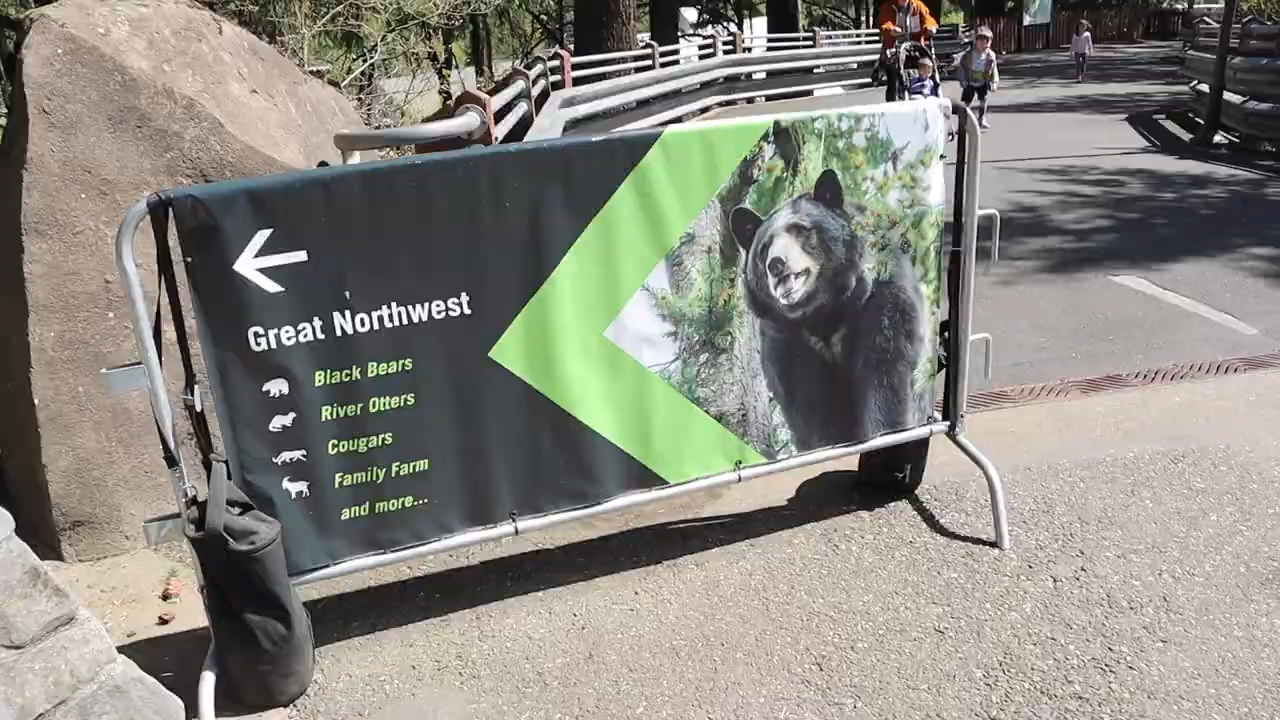 Great Northwest
Black Bears
River Otters
Cougars
Family Farm
and more...